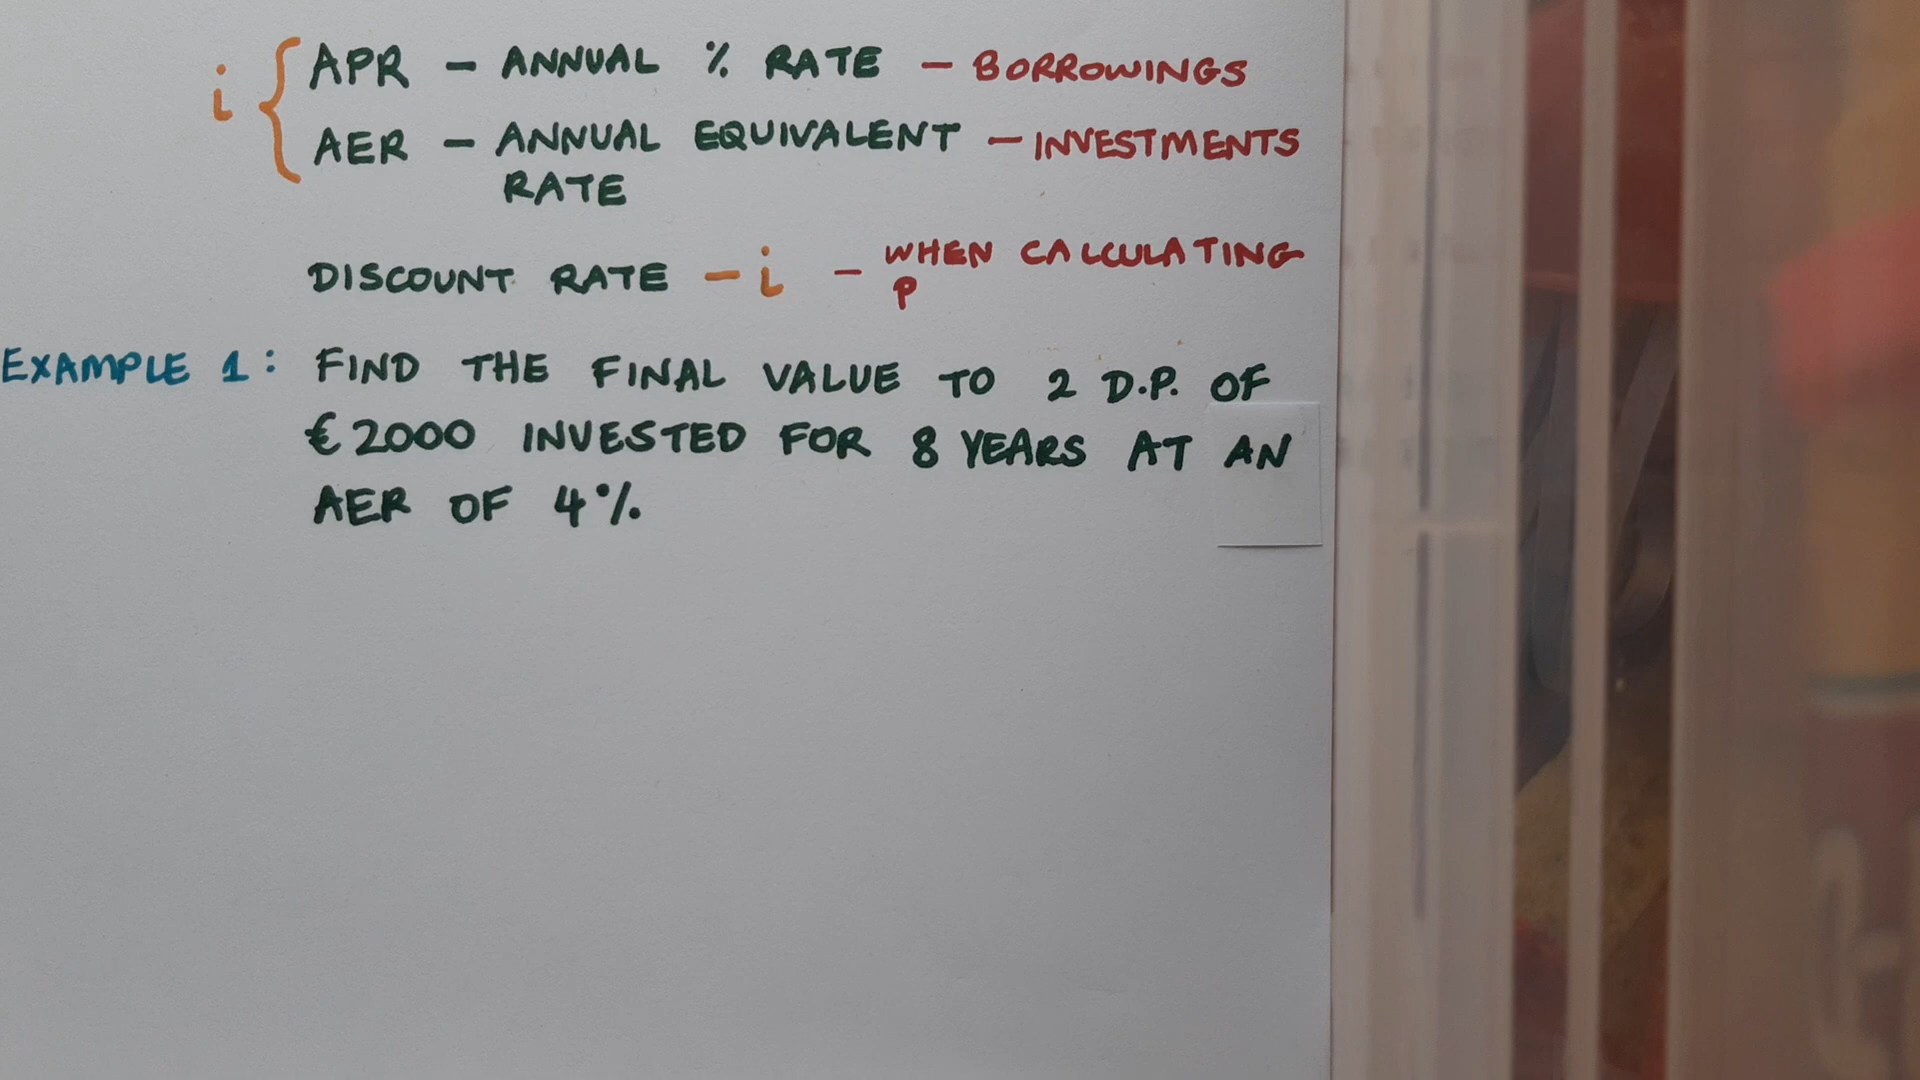 i { APR - ANNUAL % RATE - BORROWINGS
AER - ANNUAL EQUIVALENT - INVESTMENTS
RATE
DISCOUNT RATE - i - WHEN CALCULATING
P
EXAMPLE 1: FIND THE FINAL VALUE TO 2 D.P. OF
€2000 INVESTED FOR 8 YEARS AT AN
AER OF 4%.